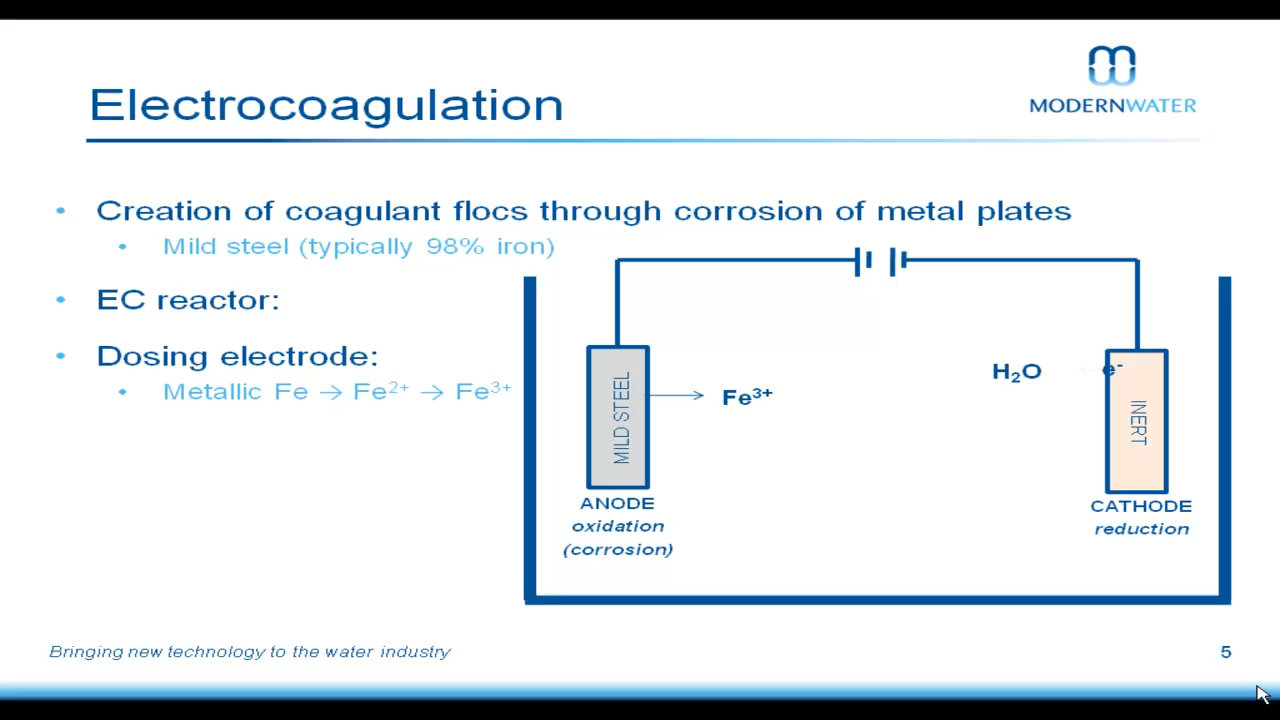 MODERNWATER
Electrocoagulation
• Creation of coagulant flocs through corrosion of metal plates
• Mild steel (typically 98% iron)
• EC reactor:
• Dosing electrode:
• Metallic Fe → Fe²⁺ → Fe³⁺
MILD STEEL
Fe³⁺
ANODE
oxidation
(corrosion)
H₂O
e⁻
INERT
CATHODE
reduction
Bringing new technology to the water industry
5